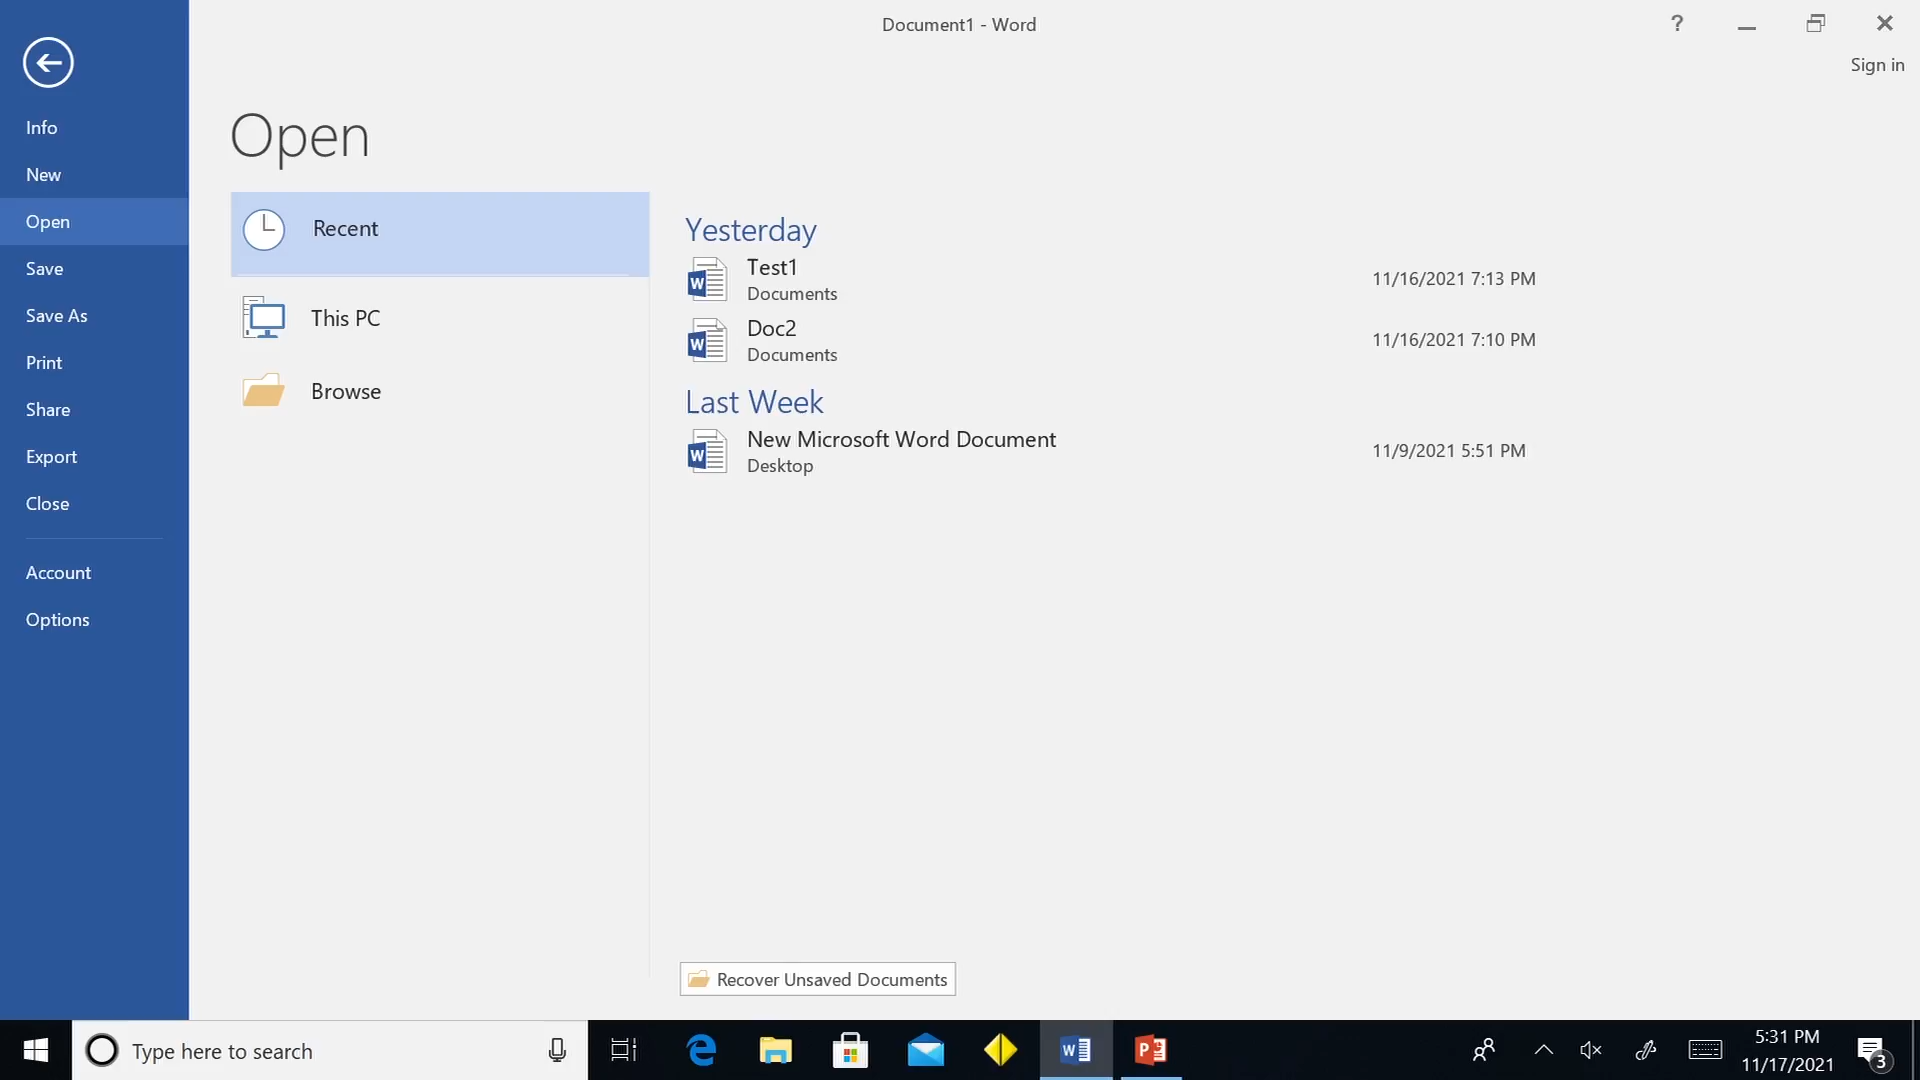 Document1 - Word
?
Sign in
Info
New
Open
Save
Save As
Print
Share
Export
Close
Account
Options
Open
Recent
This PC
Browse
Yesterday
Test1
Documents
11/16/2021 7:13 PM
Doc2
Documents
11/16/2021 7:10 PM
Last Week
New Microsoft Word Document
Desktop
11/9/2021 5:51 PM
Recover Unsaved Documents
Type here to search
5:31 PM
11/17/2021
3